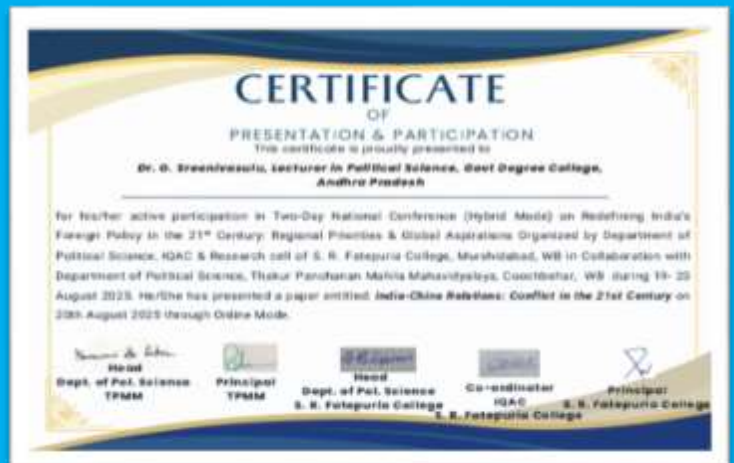 CERTIFICATE
OF
PRESENTATION & PARTICIPATION
This certificate is proudly presented to
Dr. G. Sreenivasulu, Lecturer in Political Science, Govt Degree College,
Andhra Pradesh
for his/her active participation in Two-Day National Conference (Hybrid Mode) on Redefining India's
Foreign Policy in the 21st Century: Regional Priorities & Global Aspirations Organized by Department of
Political Science, IQAC & Research cell of S. R. Fatepuria College, Murshidabad, WB in Collaboration with
Department of Political Science, Thakur Panchanan Mahila Mahavidyalaya, Coochbehar, WB during 19-20
August 2025. He/She has presented a paper entitled India-China Relations: Conflict in the 21st Century on
20th August 2025 through Online Mode.
Head
Dept. of Pol. Science
TPMM
Principal
TPMM
Head
Dept. of Pol. Science
S. R. Fatepuria College
Co-ordinator
IQAC
S. R. Fatepuria College
Principal
S. R. Fatepuria College